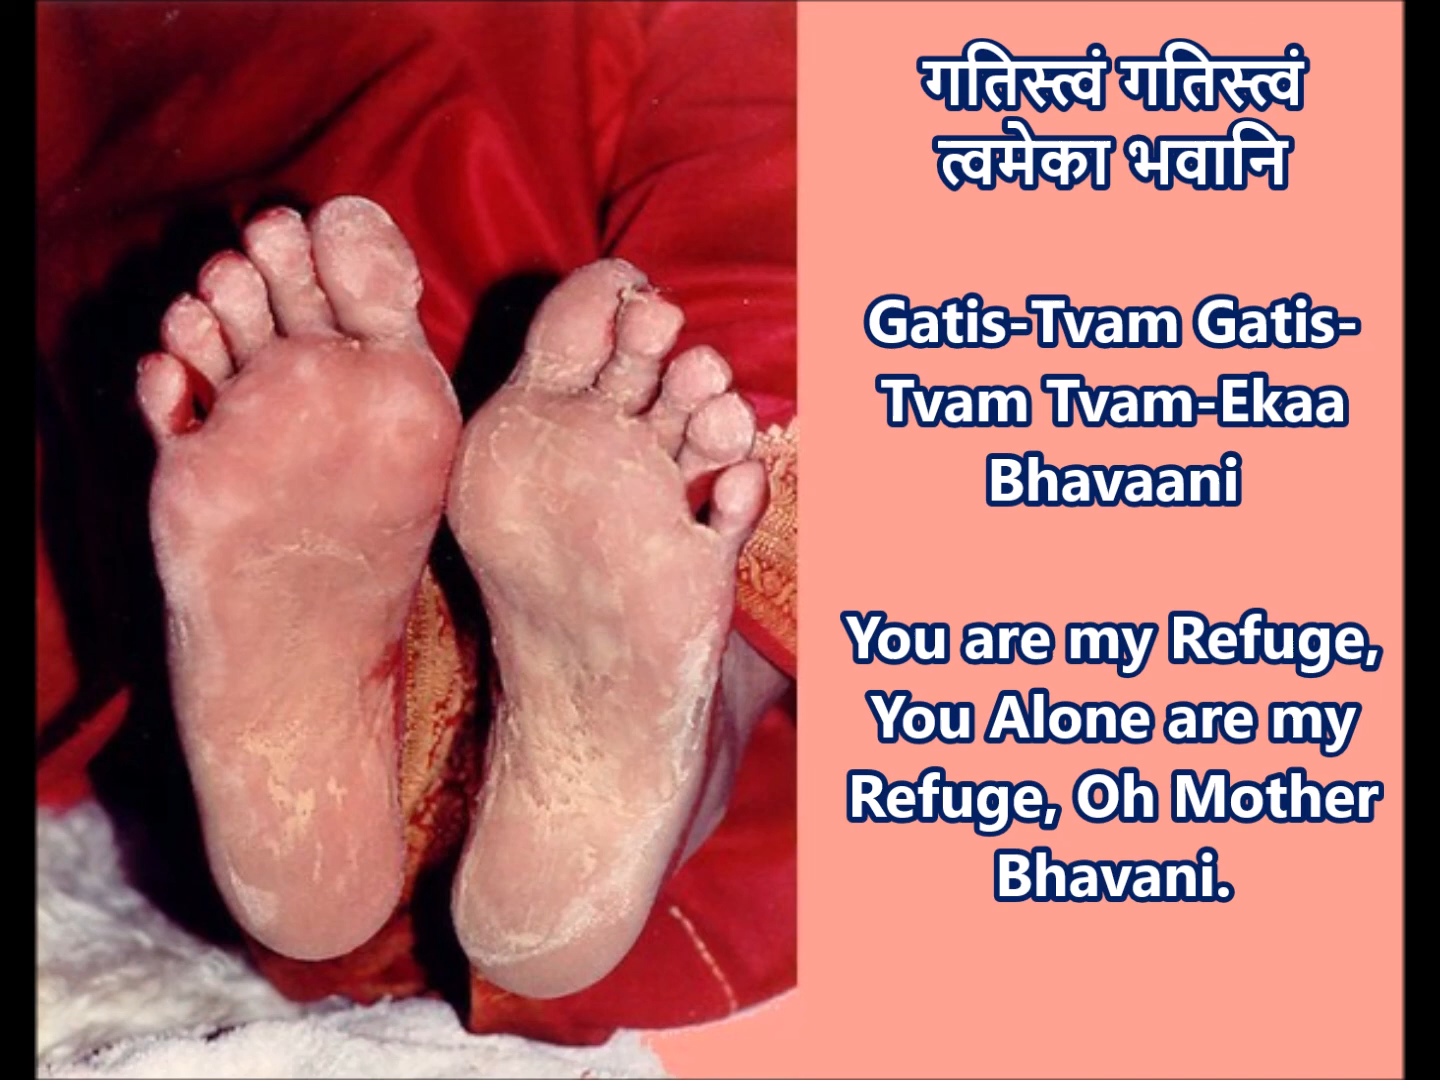 गतिस्त्वं गतिस्त्वं
त्वमेका भवानि
Gatis-Tvam Gatis-
Tvam Tvam-Ekaa
Bhavaani
You are my Refuge,
You Alone are my
Refuge, Oh Mother
Bhavani.